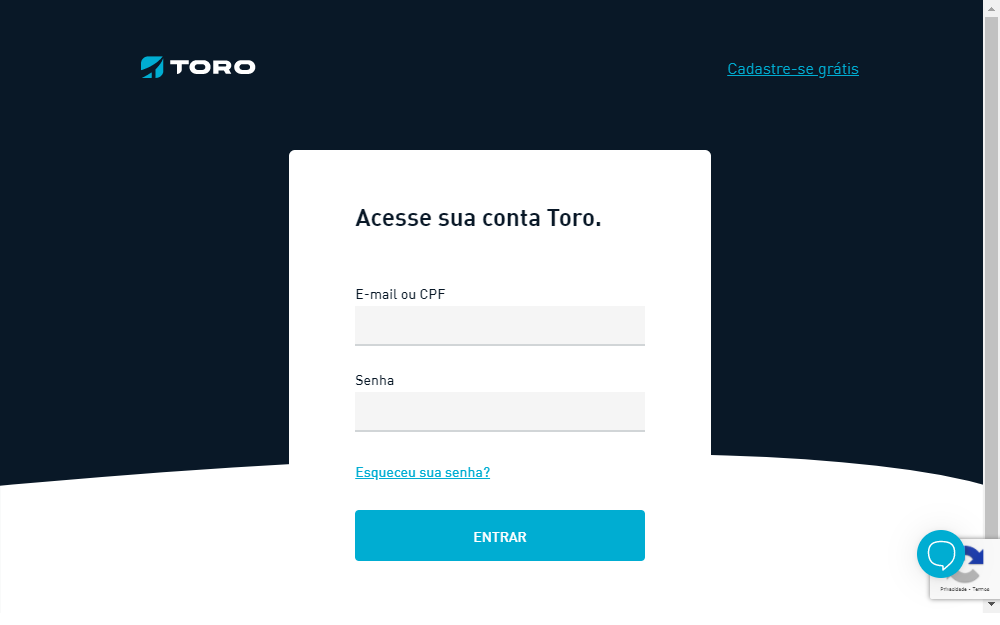 TORO
Cadastre-se grátis
Acesse sua conta Toro.
E-mail ou CPF
Senha
Esqueceu sua senha?
ENTRAR
Privacidade - Termos